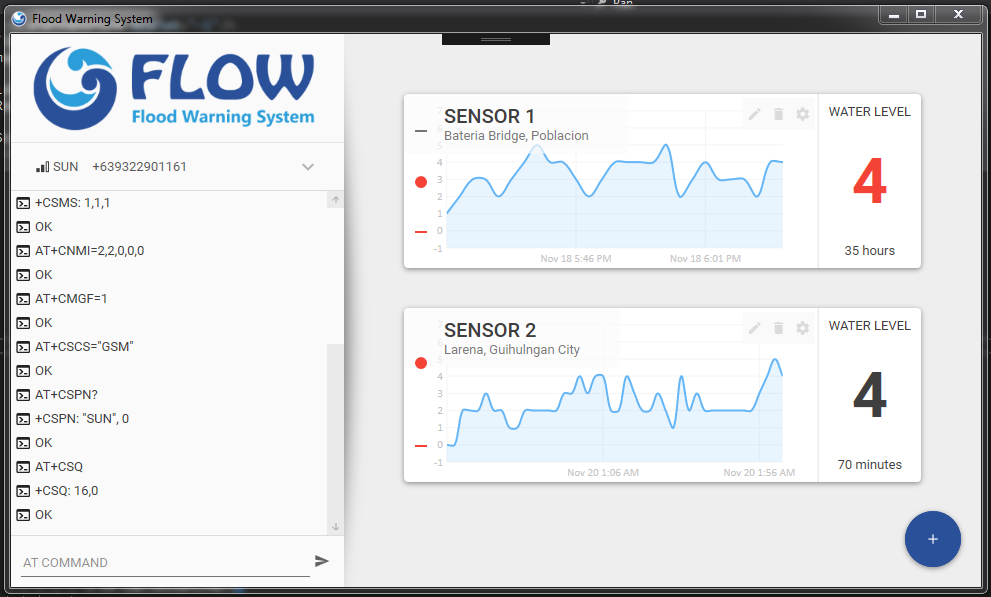 Flood Warning System
FLOW
Flood Warning System
SUN +639322901161
+CSMS: 1,1,1
OK
AT+CNMI=2,2,0,0,0
OK
AT+CMGF=1
OK
AT+CSCS="GSM"
OK
AT+CSPN?
+CSPN: "SUN", 0
OK
AT+CSQ
+CSQ: 16,0
OK
AT COMMAND
SENSOR 1
Bateria Bridge, Poblacion
4
3
2
1
0
-1
Nov 18 5:46 PM Nov 18 6:01 PM
WATER LEVEL
4
35 hours
SENSOR 2
Larena, Guihulngan City
4
3
2
1
0
-1
Nov 20 1:06 AM Nov 20 1:56 AM
WATER LEVEL
4
70 minutes
+